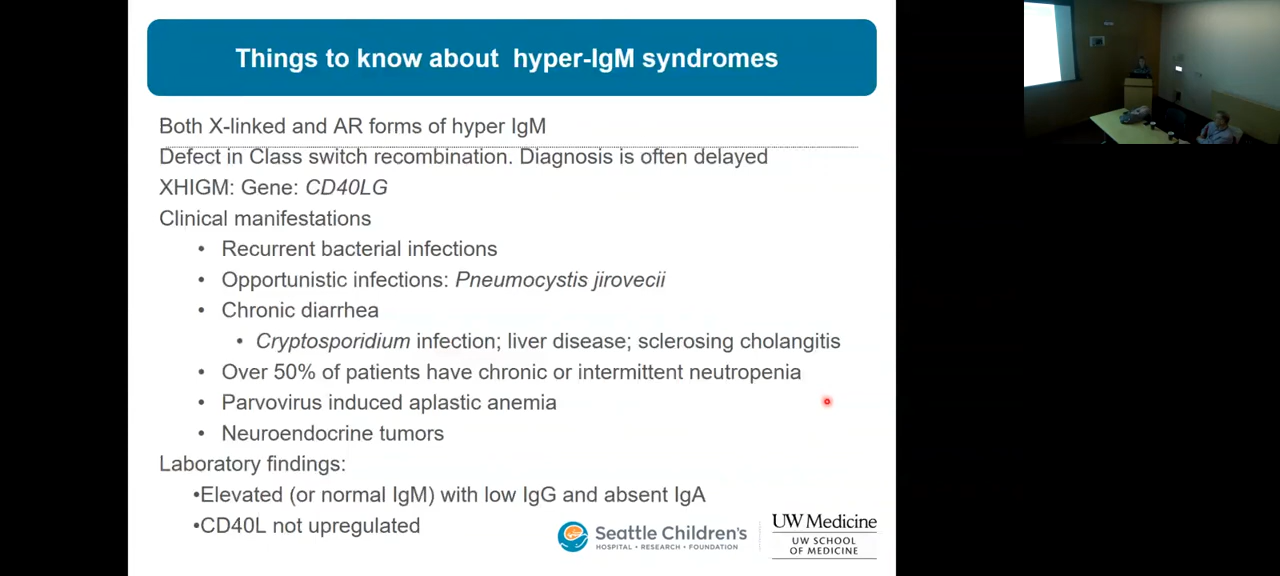 Things to know about hyper-IgM syndromes
Both X-linked and AR forms of hyper IgM
Defect in Class switch recombination. Diagnosis is often delayed
XHIGM: Gene: CD40LG
Clinical manifestations
• Recurrent bacterial infections
• Opportunistic infections: Pneumocystis jirovecii
• Chronic diarrhea
• Cryptosporidium infection; liver disease; sclerosing cholangitis
• Over 50% of patients have chronic or intermittent neutropenia
• Parvovirus induced aplastic anemia
• Neuroendocrine tumors
Laboratory findings:
•Elevated (or normal IgM) with low IgG and absent IgA
•CD40L not upregulated
Seattle Children's
HOSPITAL • RESEARCH • FOUNDATION
UW Medicine
UW SCHOOL
OF MEDICINE